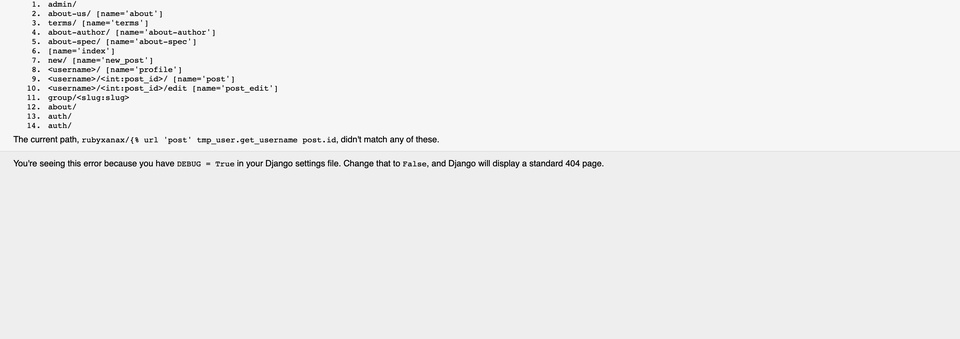 1. admin/
2. about-us/ [name='about']
3. terms/ [name='terms']
4. about-author/ [name='about-author']
5. about-spec/ [name='about-spec']
6. [name='index']
7. new/ [name='new_post']
8. <username>/ [name='profile']
9. <username>/<int:post_id>/ [name='post']
10. <username>/<int:post_id>/edit [name='post_edit']
11. group/<slug:slug>
12. about/
13. auth/
14. auth/
The current path, rubyxanax/{% url 'post' tmp_user.get_username post.id, didn't match any of these.
You're seeing this error because you have DEBUG = True in your Django settings file. Change that to False, and Django will display a standard 404 page.